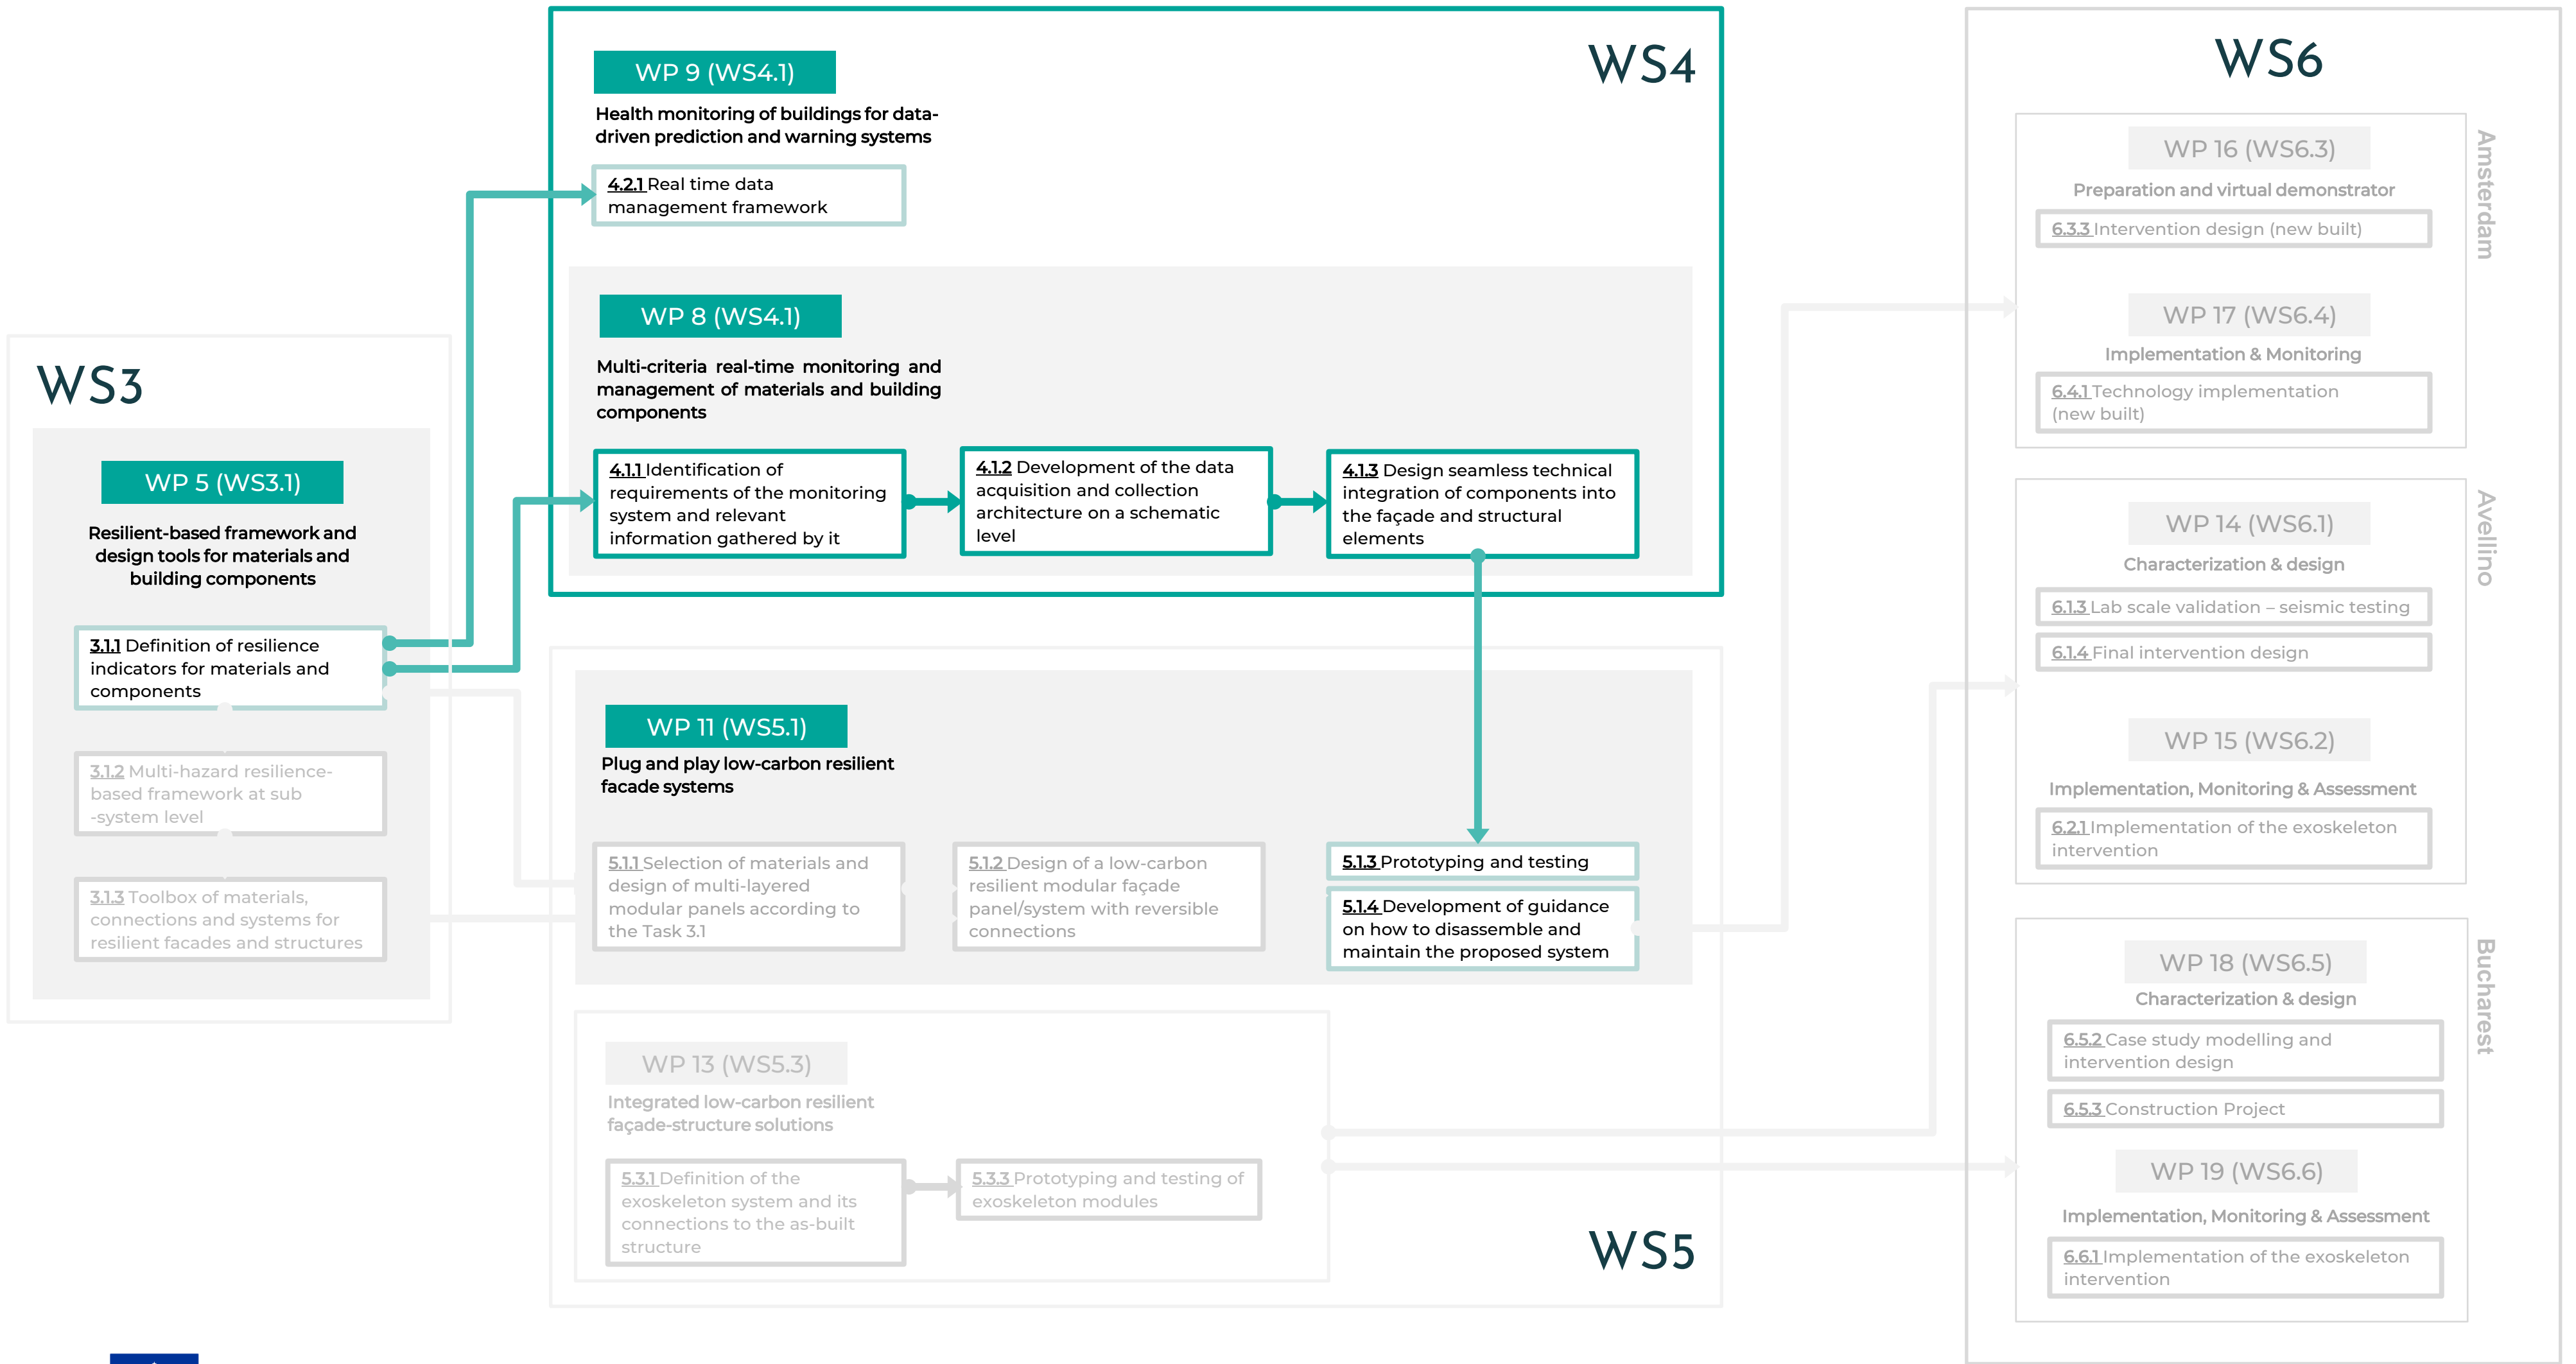 WS3
WP 5 (WS3.1)
Resilient-based framework and
design tools for materials and
building components
3.1.1 Definition of resilience
indicators for materials and
components
3.1.2 Multi-hazard resilience-
based framework at sub
-system level
3.1.3 Toolbox of materials,
connections and systems for
resilient facades and structures
WS4
WP 9 (WS4.1)
Health monitoring of buildings for data-
driven prediction and warning systems
4.2.1 Real time data
management framework
WP 8 (WS4.1)
Multi-criteria real-time monitoring and
management of materials and building
components
4.1.1 Identification of
requirements of the monitoring
system and relevant
information gathered by it
4.1.2 Development of the data
acquisition and collection
architecture on a schematic
level
4.1.3 Design seamless technical
integration of components into
the façade and structural
elements
WP 11 (WS5.1)
Plug and play low-carbon resilient
facade systems
5.1.1 Selection of materials and
design of multi-layered
modular panels according to
the Task 3.1
5.1.2 Design of a low-carbon
resilient modular façade
panel/system with reversible
connections
5.1.3 Prototyping and testing
5.1.4 Development of guidance
on how to disassemble and
maintain the proposed system
WP 13 (WS5.3)
Integrated low-carbon resilient
façade-structure solutions
5.3.1 Definition of the
exoskeleton system and its
connections to the as-built
structure
5.3.3 Prototyping and testing of
exoskeleton modules
WS5
WS6
Amsterdam
WP 16 (WS6.3)
Preparation and virtual demonstrator
6.3.3 Intervention design (new built)
WP 17 (WS6.4)
Implementation & Monitoring
6.4.1 Technology implementation
(new built)
Avellino
WP 14 (WS6.1)
Characterization & design
6.1.3 Lab scale validation – seismic testing
6.1.4 Final intervention design
WP 15 (WS6.2)
Implementation, Monitoring & Assessment
6.2.1 Implementation of the exoskeleton
intervention
Bucharest
WP 18 (WS6.5)
Characterization & design
6.5.2 Case study modelling and
intervention design
6.5.3 Construction Project
WP 19 (WS6.6)
Implementation, Monitoring & Assessment
6.6.1 Implementation of the exoskeleton
intervention